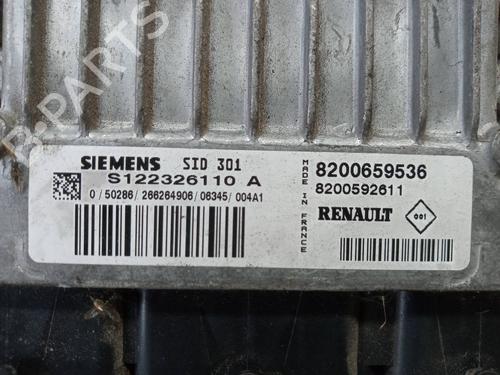 SIEMENS SID 301
S122326110 A
0/50286/266264906/06345/004A1
MADE IN FRANCE
8200659536
8200592611
RENAULT
001
B-PARTS